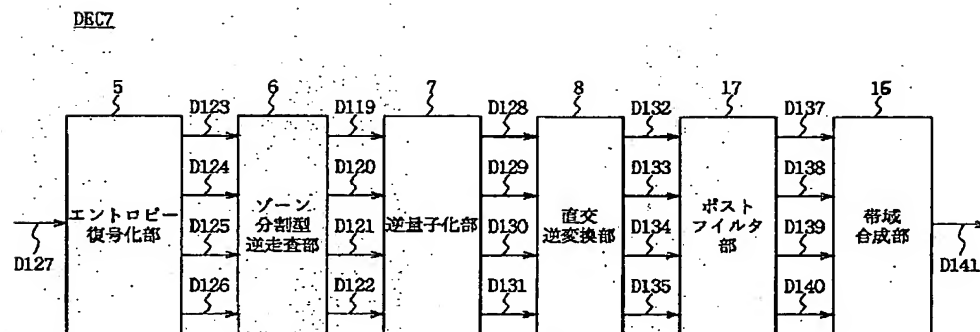 DEC7
5
D123
6
D119
7
D128
8
D132
17
D137
16
D124
D120
D129
D133
D138
エントロピー
復号化部
ゾーン
分割型
逆走査部
逆量子化部
直交
逆変換部
ポスト
フィルタ
部
帯域
合成部
D125
D121
D130
D134
D139
D127
D141
D126
D122
D131
D135
D140